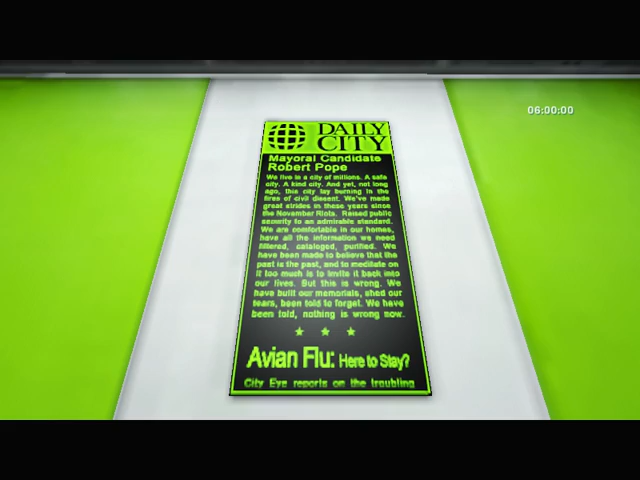 06:00:00
DAILY
CITY
Mayoral Candidate
Robert Pope
We live is a city of millions. A safe
city. A kind city. And yet, not long
ago, this city lay burning in the
fires of civil dissent. We've made
great strides in these years since
the November Riots. Raised public
security to an admirable standard.
We are comfortable in our homes,
have all the information we need
filtered, cataloged, purified. We
have been made to believe that the
past is the past, and to meditate on
it too much is to invite it back into
our lives. But this is wrong. We
have built our memorials, shed our
tears, been told to forget. We have
been told, nothing is wrong now.
Avian Flu: Here to Stay?
City Eye reports on the troubling